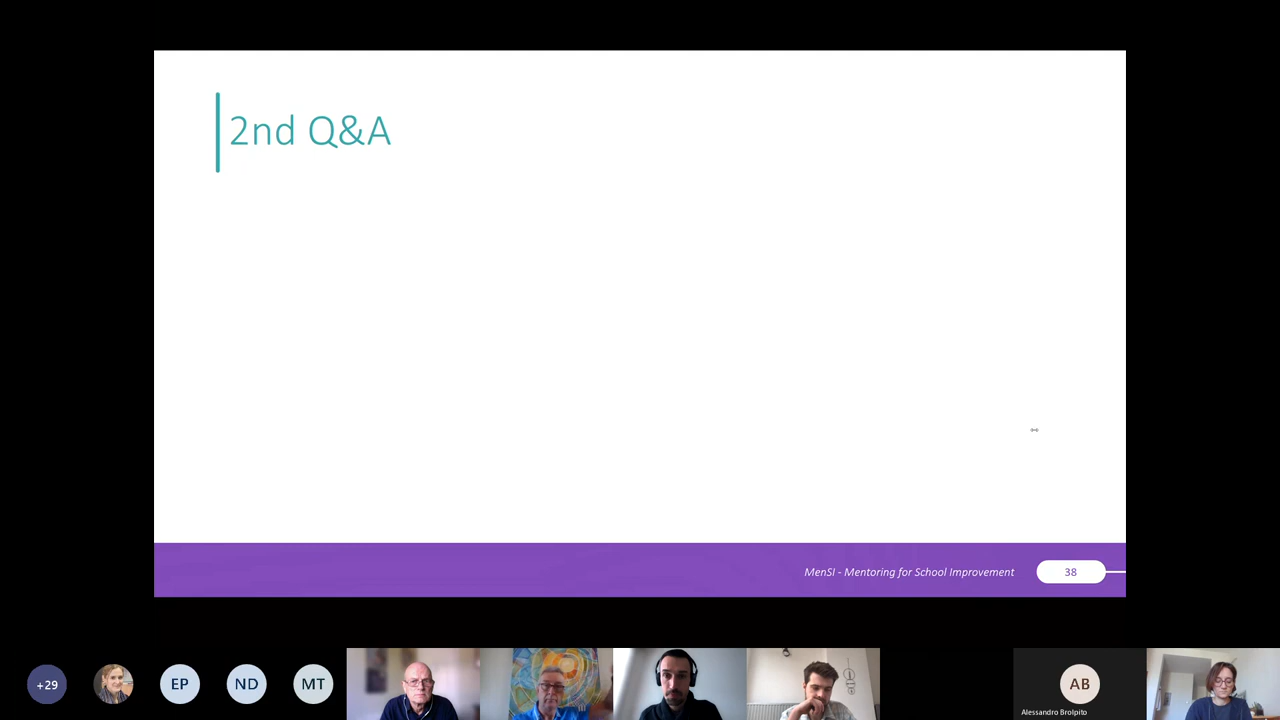 2nd Q&A
MenSI - Mentoring for School Improvement
38
+29
EP
ND
MT
AB
Alessandro Brolpito